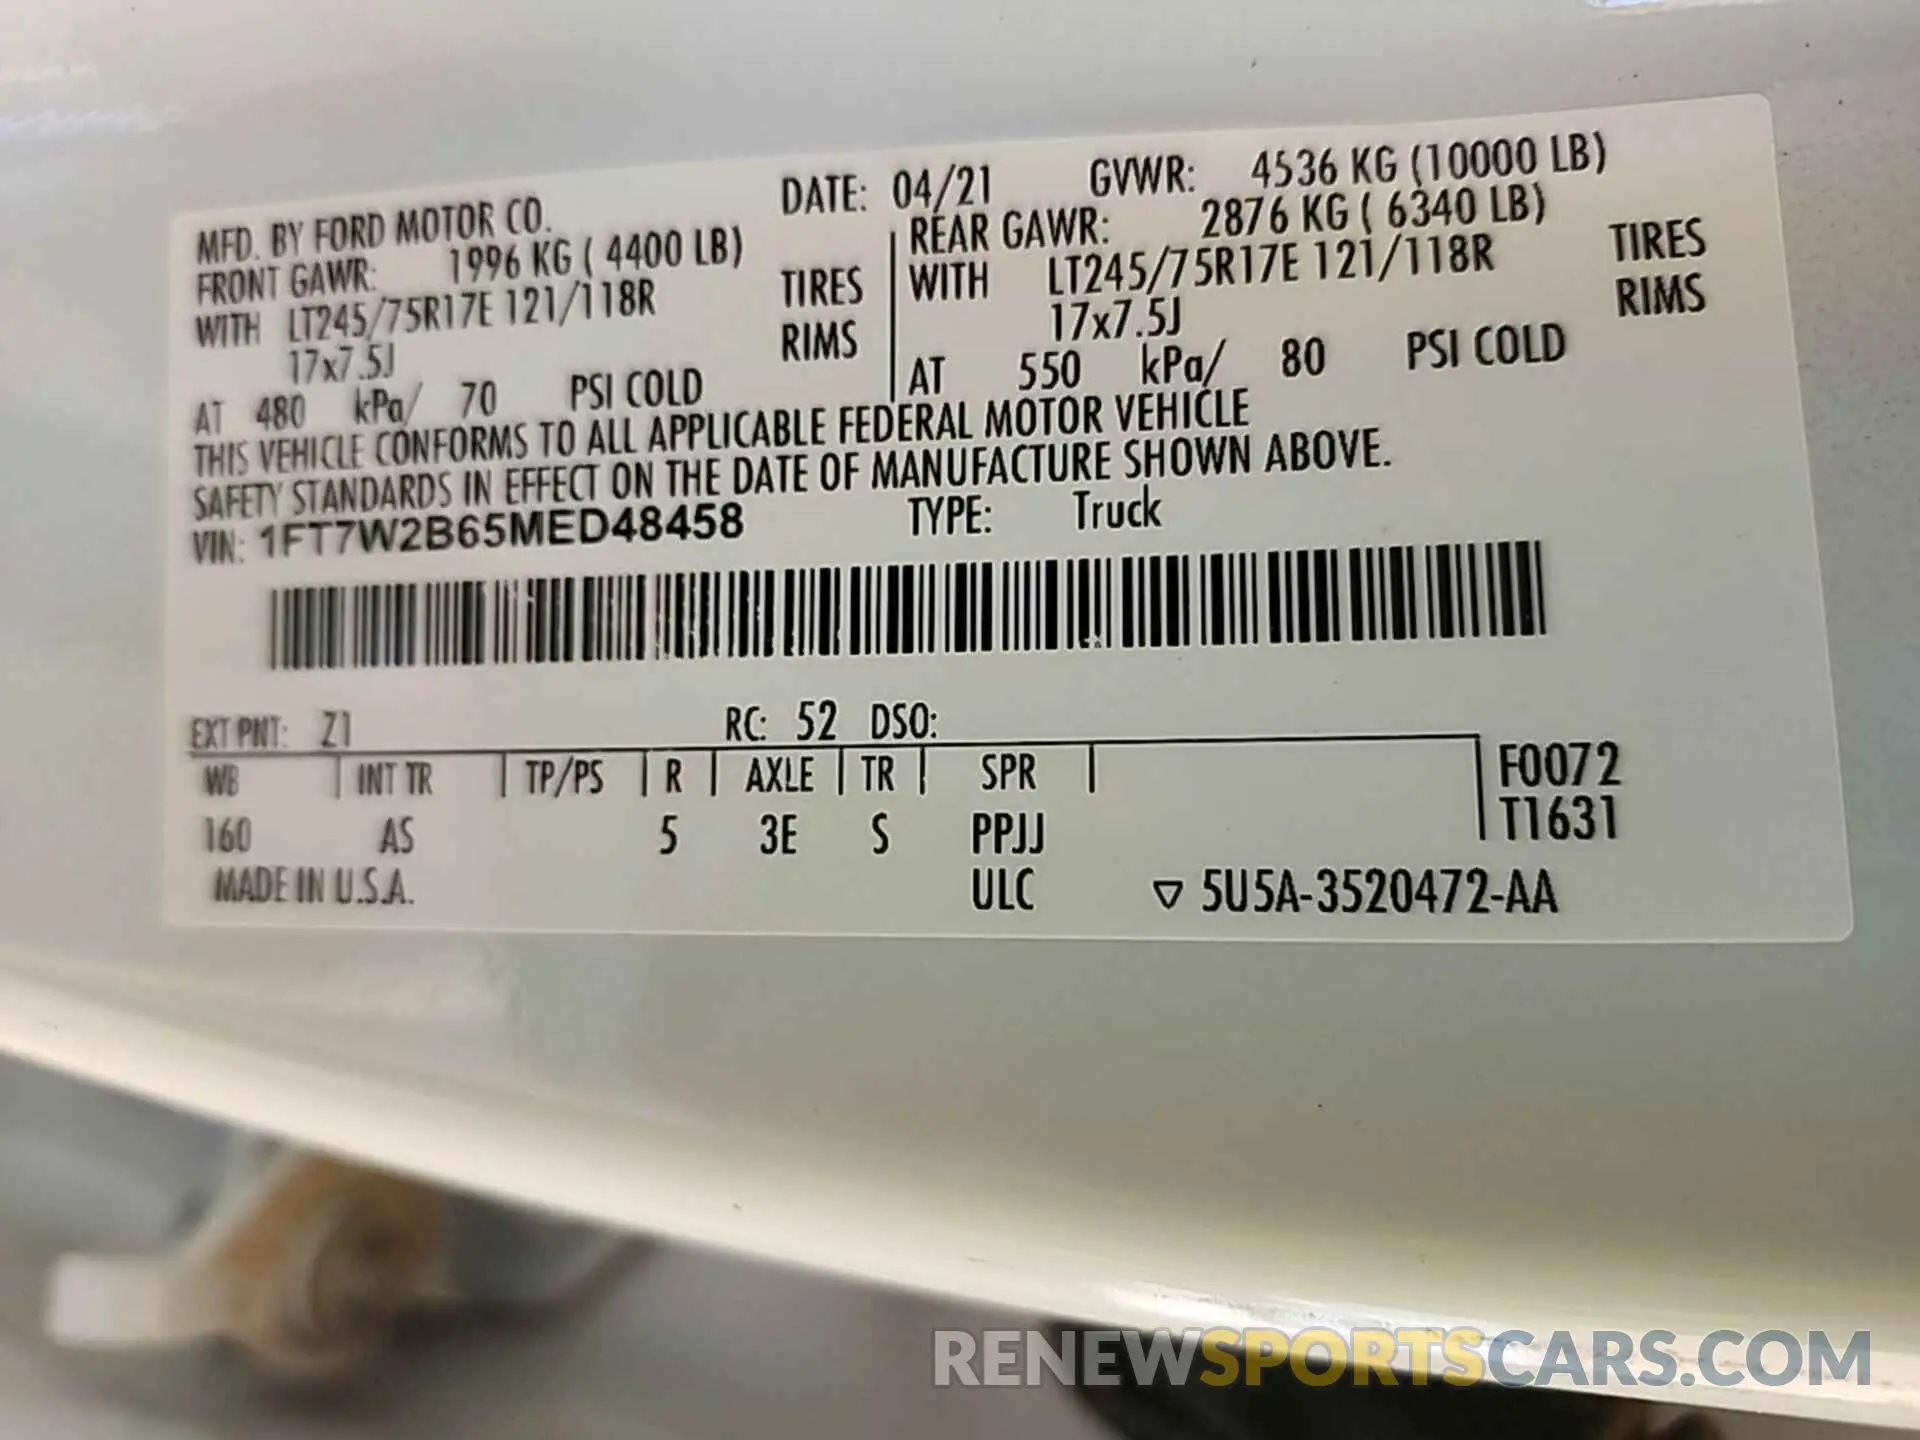 MFD. BY FORD MOTOR CO. DATE: 04/21 GVWR: 4536 KG (10000 LB)
FRONT GAWR: 1996 KG ( 4400 LB) REAR GAWR: 2876 KG ( 6340 LB)
WITH LT245/75R17E 121/118R TIRES WITH LT245/75R17E 121/118R TIRES
17x7.5J RIMS 17x7.5J RIMS
AT 480 kPa/ 70 PSI COLD AT 550 kPa/ 80 PSI COLD
THIS VEHICLE CONFORMS TO ALL APPLICABLE FEDERAL MOTOR VEHICLE
SAFETY STANDARDS IN EFFECT ON THE DATE OF MANUFACTURE SHOWN ABOVE.
VIN: 1FT7W2B65MED48458 TYPE: Truck
EXT PNT: Z1 RC: 52 DSO:
WB INT TR TP/PS R AXLE TR SPR F0072
160 AS 5 3E S PPJJ T1631
MADE IN U.S.A. ULC ▽ 5U5A-3520472-AA
RENEWSPORTSCARS.COM